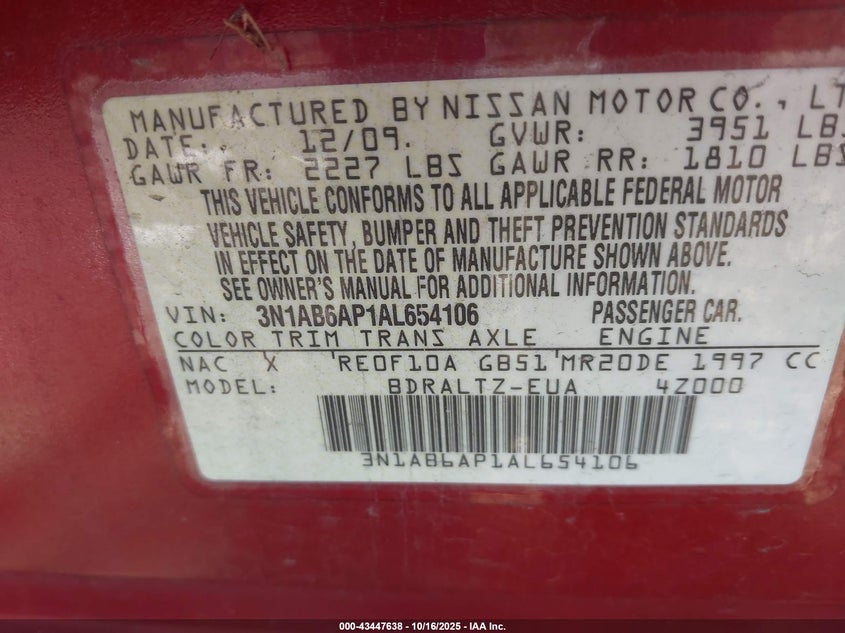 MANUFACTURED BY NISSAN MOTOR CO., LT
DATE: 12/09. GVWR: 3951 LBS
GAWR FR: 2227 LBS GAWR RR: 1810 LBS
THIS VEHICLE CONFORMS TO ALL APPLICABLE FEDERAL MOTOR
VEHICLE SAFETY, BUMPER AND THEFT PREVENTION STANDARDS
IN EFFECT ON THE DATE OF MANUFACTURE SHOWN ABOVE.
SEE OWNER'S MANUAL FOR ADDITIONAL INFORMATION.
VIN: 3N1AB6AP1AL654106 PASSENGER CAR.
COLOR TRIM TRANS AXLE ENGINE
NAC X RE0F10A GB51 MR20DE 1997 CC
MODEL: BDRALTZ-EUA 4Z000
3N1AB6AP1AL654106
000-43447638 - 10/16/2025 - IAA Inc.